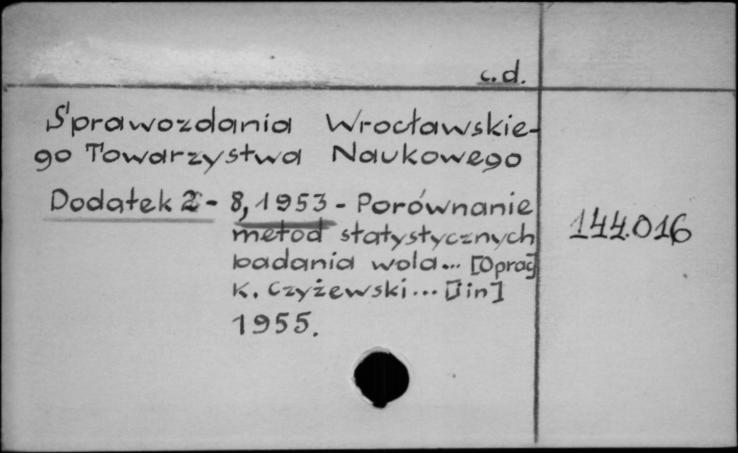 c.d.
Sprawozdania Wrocławskie-
go Towarzystwa Naukowego
Dodatek 2 - 8, 1953 - Porównanie
metod statystycznych
badania wola... [Oprac]
K. Czyżewski... [i in]
1955.
144.016